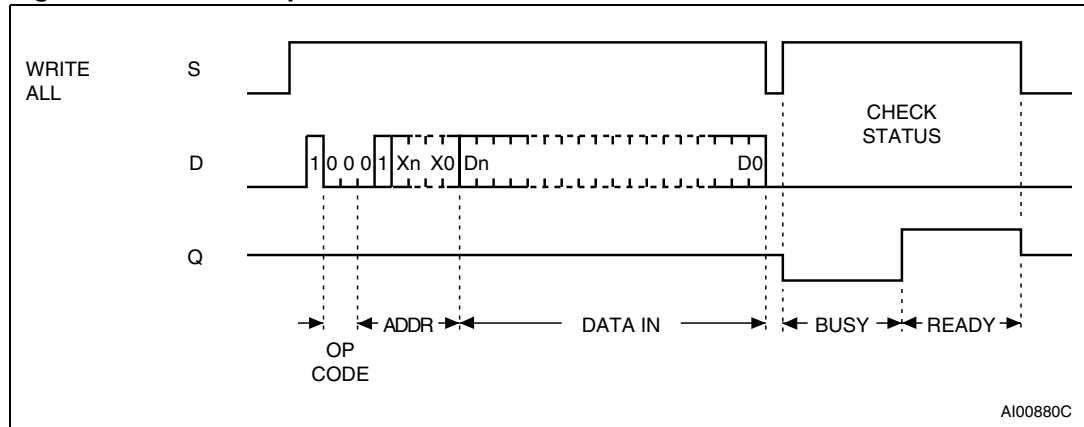 WRITE
ALL
S
CHECK
STATUS
D
1 0 0 0 1 Xn X0 Dn D0
Q
ADDR DATA IN BUSY READY
OP
CODE
AI00880C